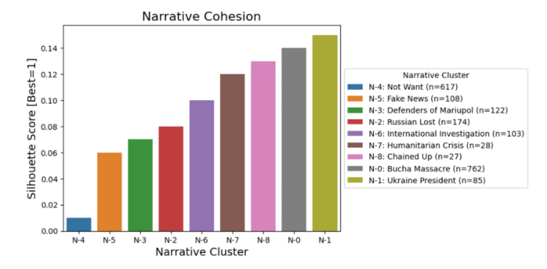 Narrative Cohesion
Silhouette Score [Best=1]
0.14
0.12
0.10
0.08
0.06
0.04
0.02
0.00
N-4 N-5 N-3 N-2 N-6 N-7 N-8 N-0 N-1
Narrative Cluster
Narrative Cluster
N-4: Not Want (n=617)
N-5: Fake News (n=108)
N-3: Defenders of Mariupol (n=122)
N-2: Russian Lost (n=174)
N-6: International Investigation (n=103)
N-7: Humanitarian Crisis (n=28)
N-8: Chained Up (n=27)
N-0: Bucha Massacre (n=762)
N-1: Ukraine President (n=85)